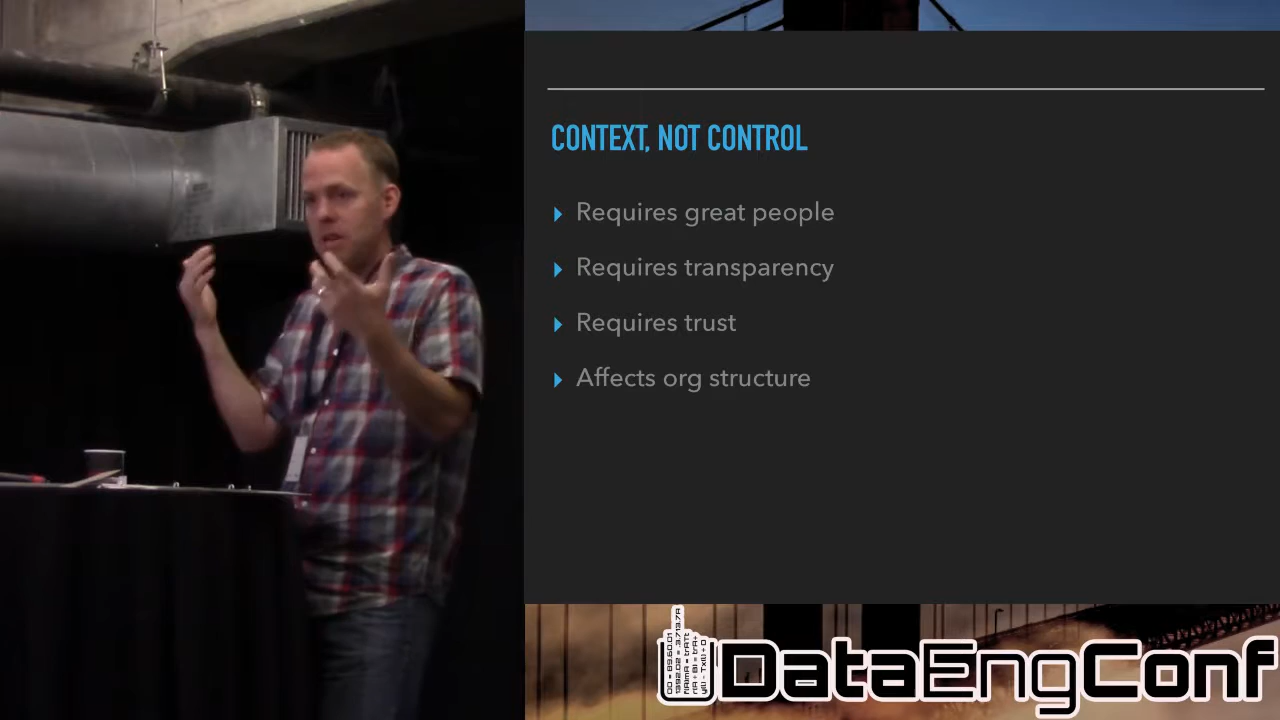 CONTEXT, NOT CONTROL
Requires great people
Requires transparency
Requires trust
Affects org structure
DataEngConf